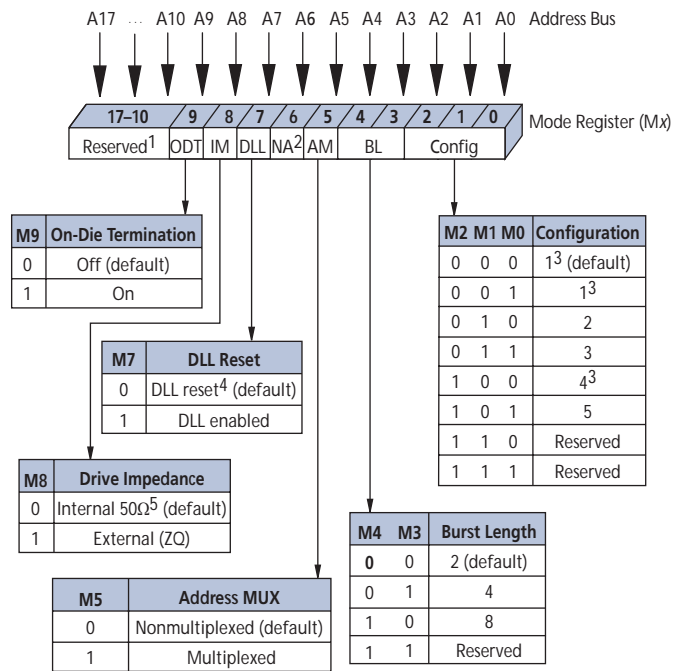 A17 ... A10 A9 A8 A7 A6 A5 A4 A3 A2 A1 A0 Address Bus
17–10 9 8 7 6 5 4 3 2 1 0 Mode Register (Mx)
Reserved1 ODT IM DLL NA2 AM BL Config
M9 On-Die Termination
0 Off (default)
1 On
M2 M1 M0 Configuration
0 0 0 13 (default)
0 0 1 13
0 1 0 2
0 1 1 3
1 0 0 43
1 0 1 5
1 1 0 Reserved
1 1 1 Reserved
M7 DLL Reset
0 DLL reset4 (default)
1 DLL enabled
M8 Drive Impedance
0 Internal 50Ω5 (default)
1 External (ZQ)
M4 M3 Burst Length
0 0 2 (default)
0 1 4
1 0 8
1 1 Reserved
M5 Address MUX
0 Nonmultiplexed (default)
1 Multiplexed